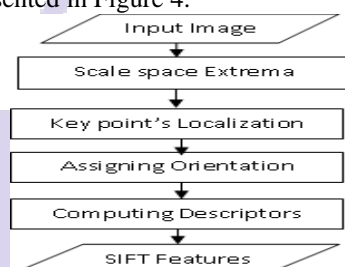 sented in Figure 4.
Input Image
Scale space Extrema
Key point's Localization
Assigning Orientation
Computing Descriptors
SIFT Features